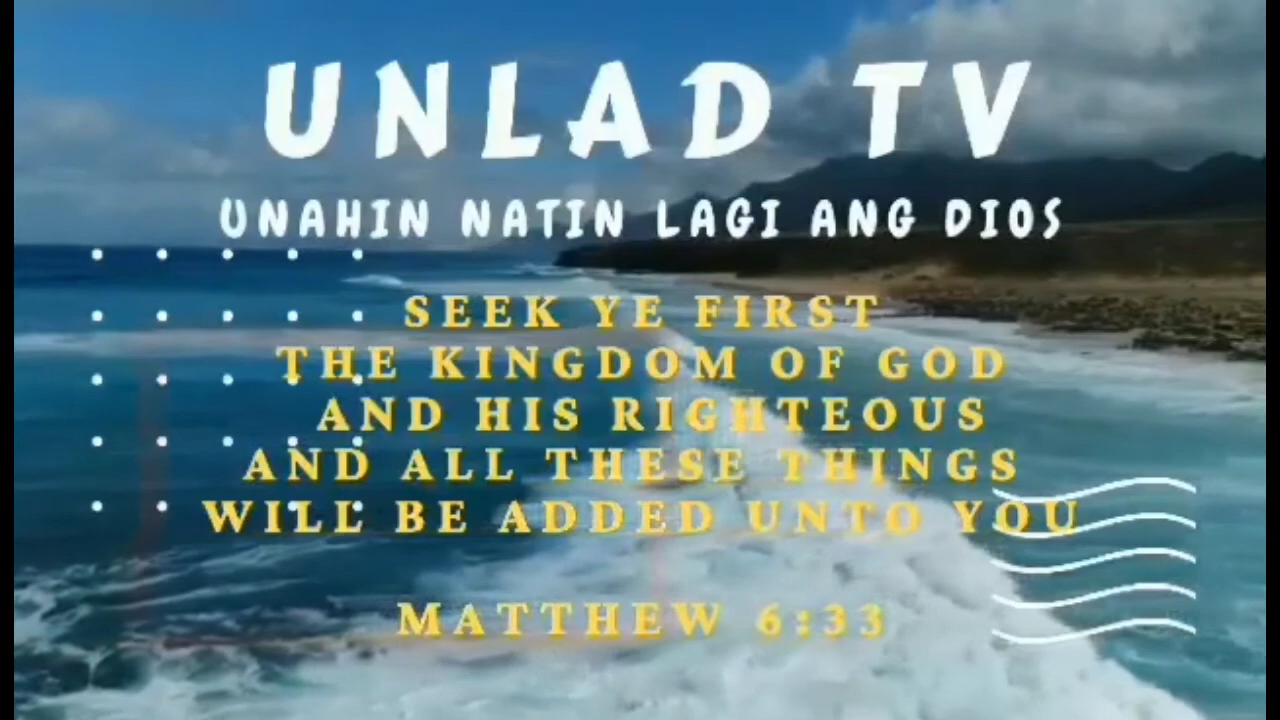 UNLAD TV
UNAHIN NATIN LAGI ANG DIOS
SEEK YE FIRST
THE KINGDOM OF GOD
AND HIS RIGHTEOUS
AND ALL THESE THINGS
WILL BE ADDED UNTO YOU
MATTHEW 6:33